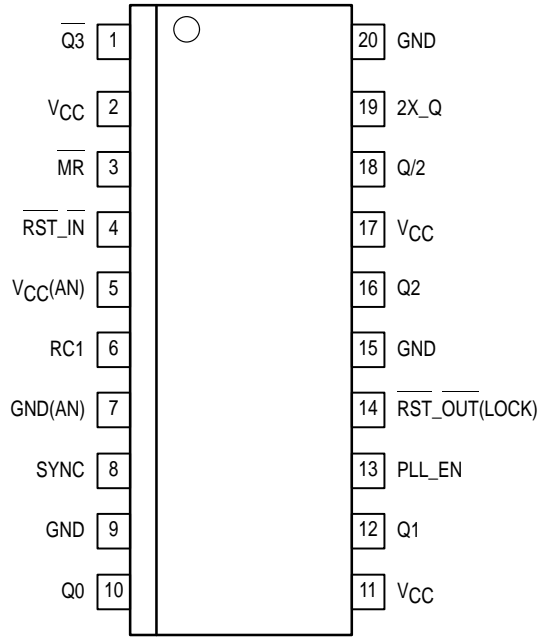 Q3 1
VCC 2
MR 3
RST_IN 4
VCC(AN) 5
RC1 6
GND(AN) 7
SYNC 8
GND 9
Q0 10
20 GND
19 2X_Q
18 Q/2
17 VCC
16 Q2
15 GND
14 RST_OUT(LOCK)
13 PLL_EN
12 Q1
11 VCC